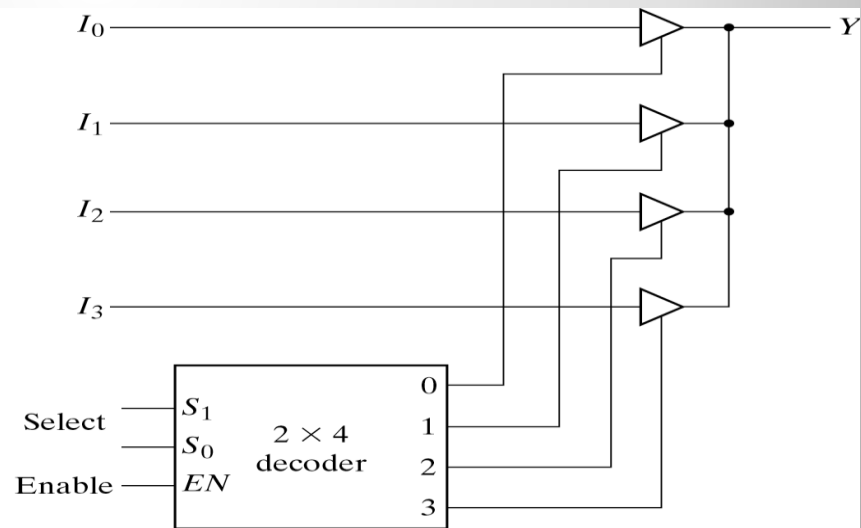 I₀ Y
I₁
I₂
I₃
0
Select S₁ 1
S₀ 2 × 4
decoder 2
Enable EN
3